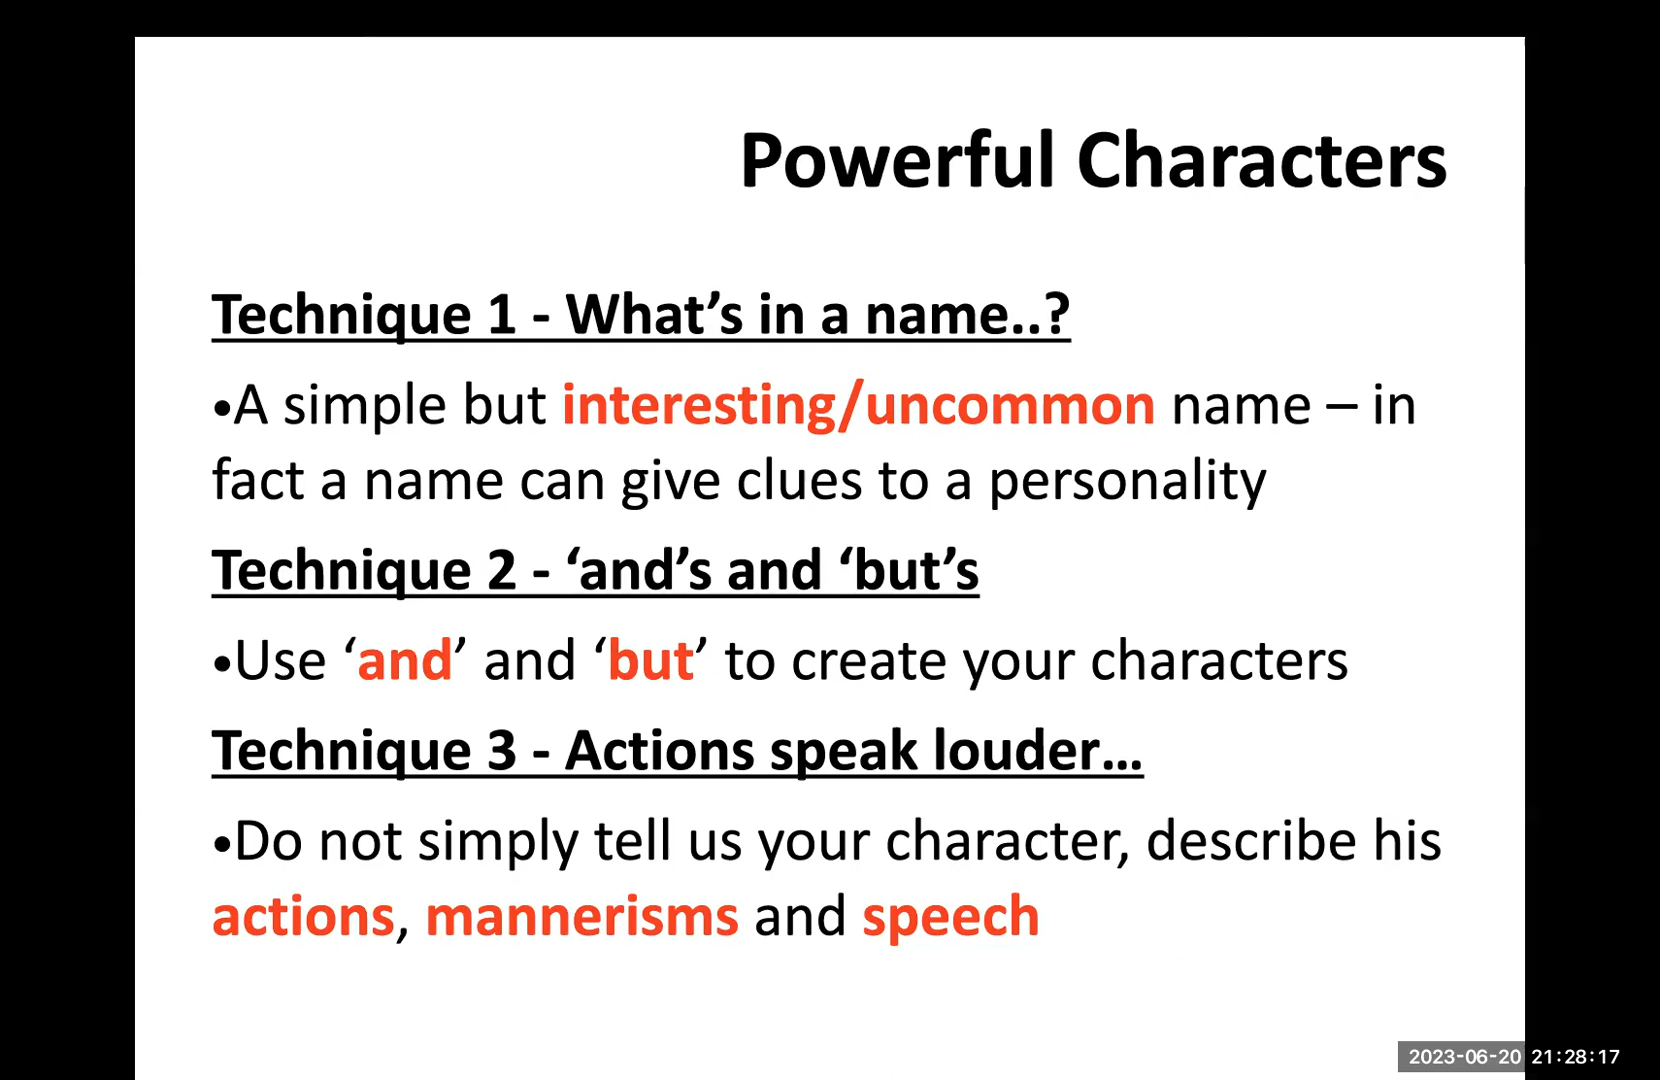 Powerful Characters
Technique 1 - What’s in a name..?
•A simple but interesting/uncommon name – in
fact a name can give clues to a personality
Technique 2 - ‘and’s and ‘but’s
•Use ‘and’ and ‘but’ to create your characters
Technique 3 - Actions speak louder…
•Do not simply tell us your character, describe his
actions, mannerisms and speech
2023-06-20 21:28:17